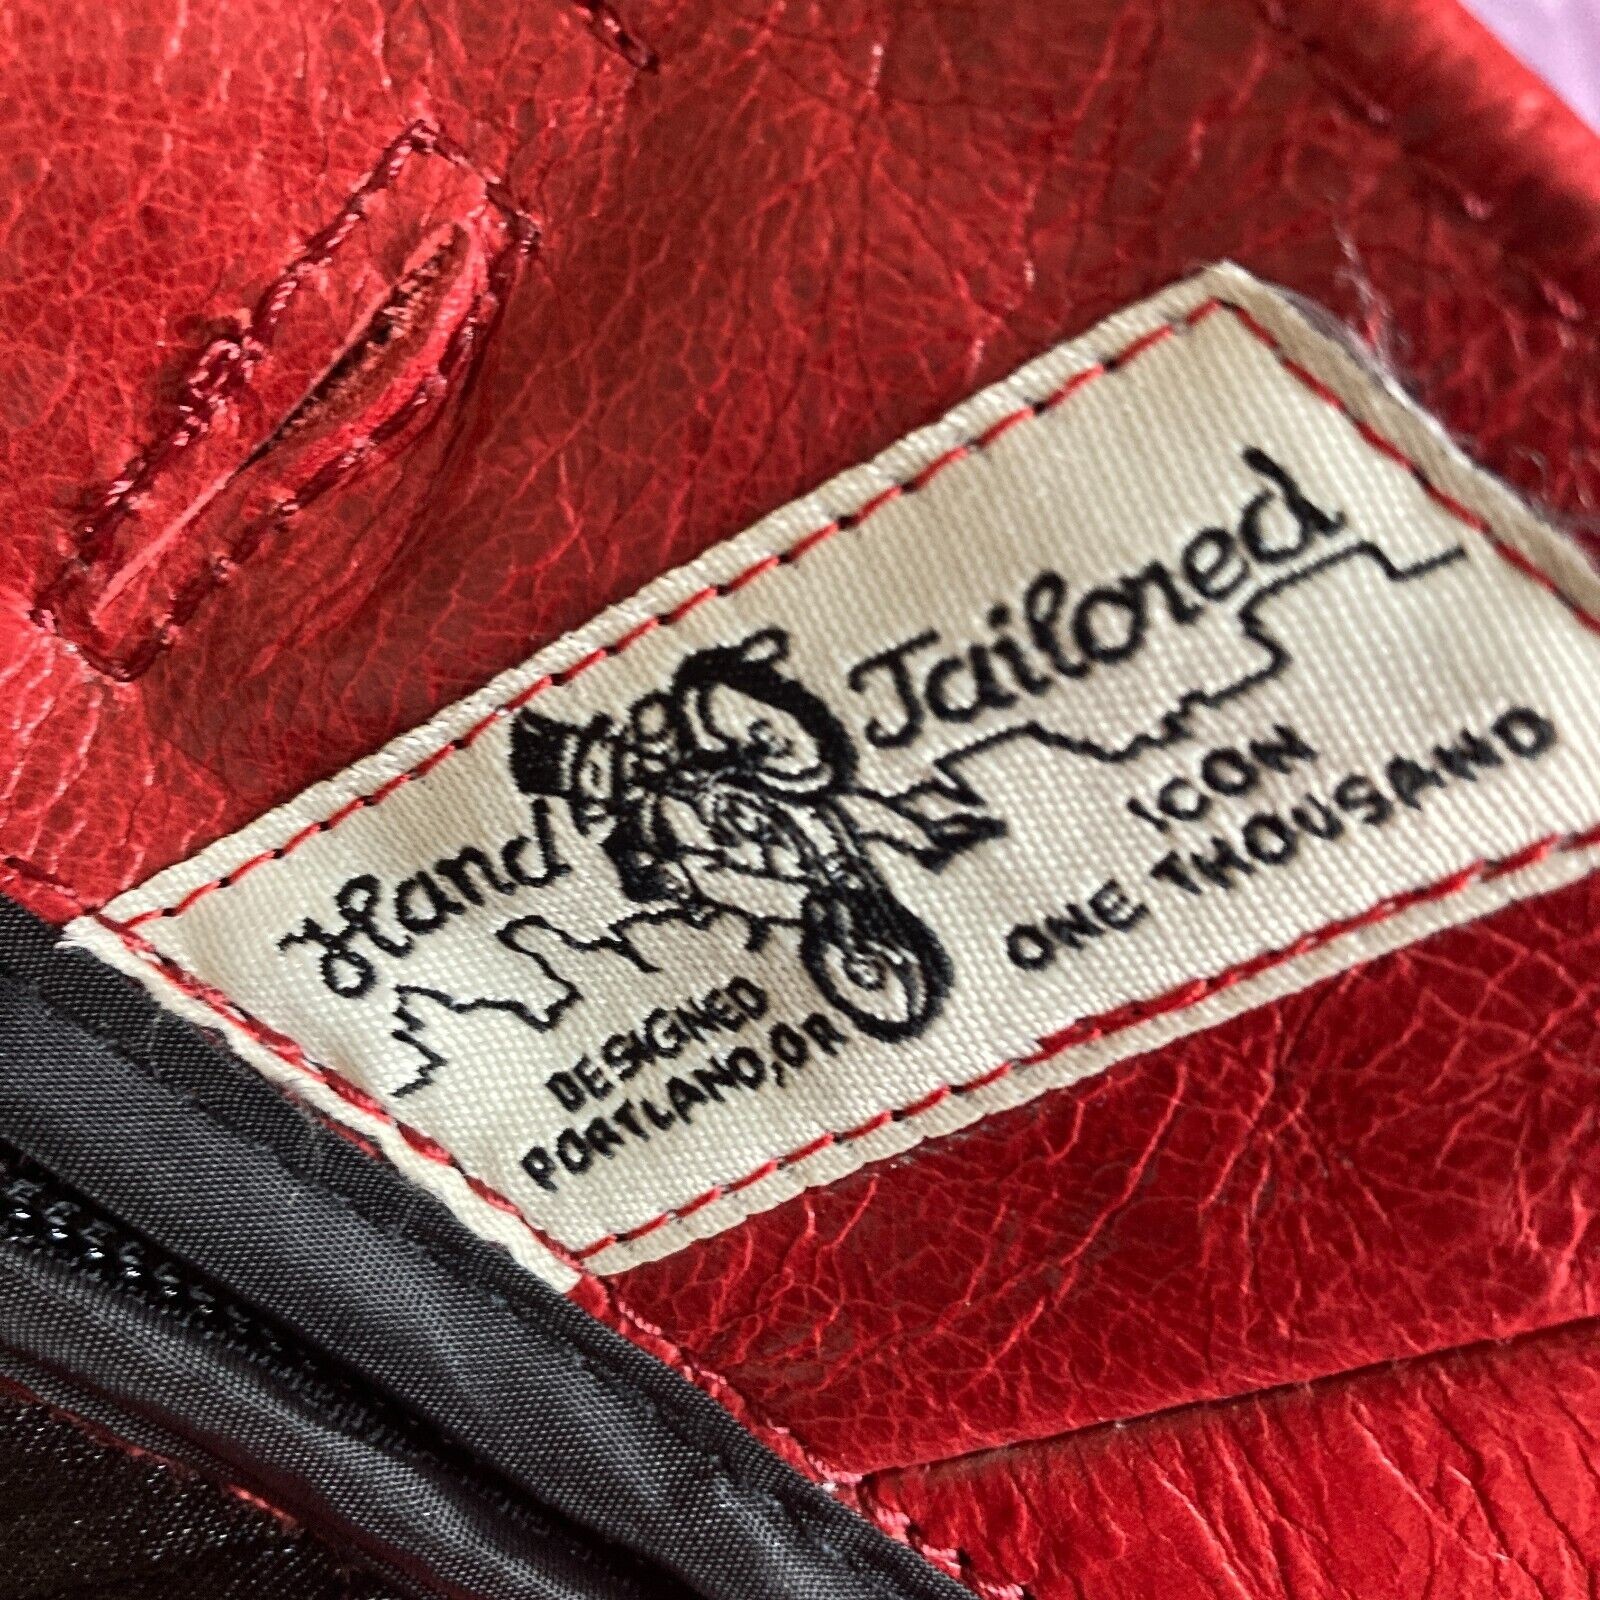 Hand Tailored
DESIGNED
PORTLAND, OR
ICON
ONE THOUSAND